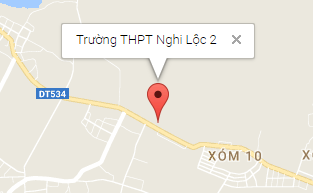 Trường THPT Nghi Lộc 2
DT534
XÓM 10